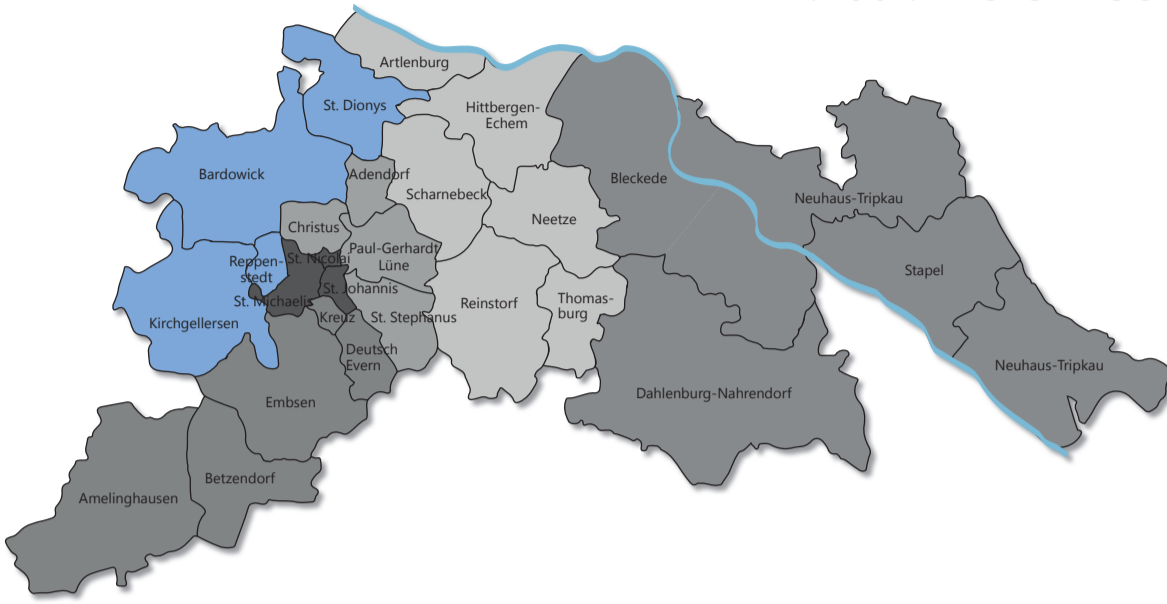 Artlenburg
St. Dionys
Hittbergen-
Echem
Bardowick
Adendorf
Scharnebeck
Bleckede
Neuhaus-Tripkau
Neetze
Christus
Paul-Gerhardt
Lüne
St. Nicolai
Reppen-
stedt
Stapel
St. Johannis
St. Michaelis
Reinstorf
Thomas-
burg
Kirchgellersen
Kreuz
St. Stephanus
Deutsch
Evern
Neuhaus-Tripkau
Dahlenburg-Nahrendorf
Embsen
Betzendorf
Amelinghausen